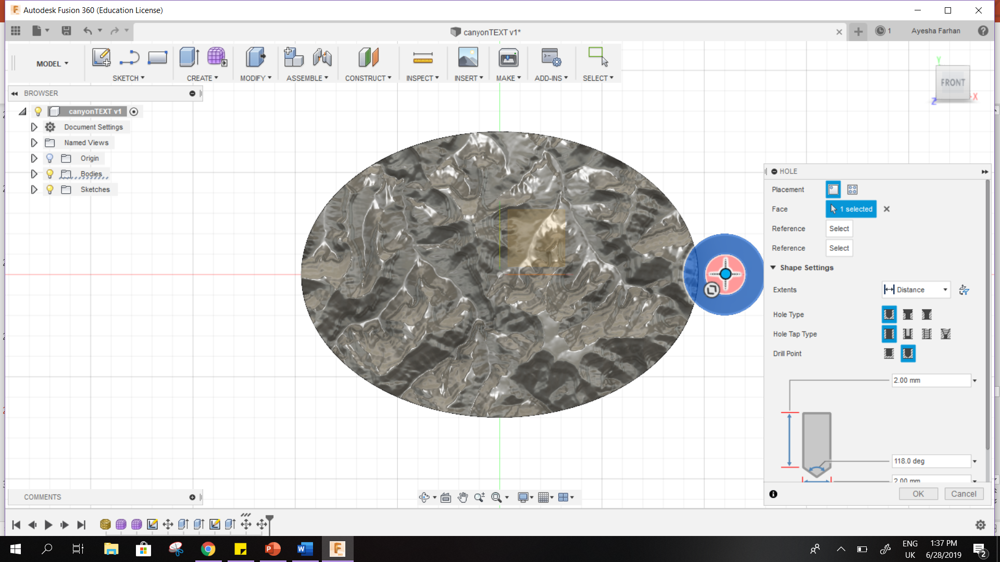 Autodesk Fusion 360 (Education License)
canyonTEXT v1*
1
Ayesha Farhan
MODEL
SKETCH
CREATE
MODIFY
ASSEMBLE
CONSTRUCT
INSPECT
INSERT
MAKE
ADD-INS
SELECT
Y
FRONT
X
Z
BROWSER
canyonTEXT v1
Document Settings
Named Views
Origin
Bodies
Sketches
HOLE
Placement
Face
1 selected
Reference
Select
Reference
Select
Shape Settings
Extents
Distance
Hole Type
Hole Tap Type
Drill Point
2.00 mm
118.0 deg
2.00 mm
OK
Cancel
COMMENTS
ENG
UK
1:37 PM
6/28/2019
2